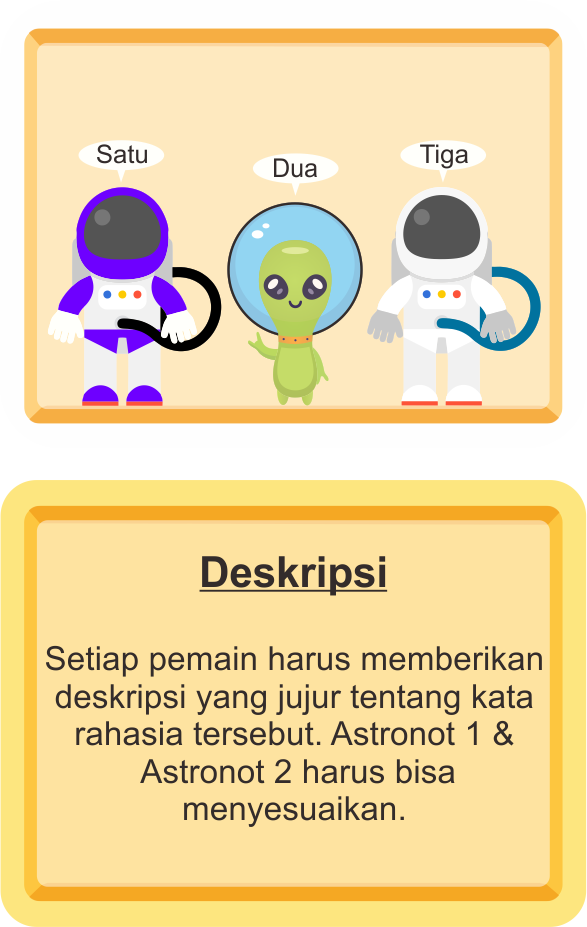 Satu
Dua
Tiga
Deskripsi
Setiap pemain harus memberikan
deskripsi yang jujur tentang kata
rahasia tersebut. Astronot 1 &
Astronot 2 harus bisa
menyesuaikan.